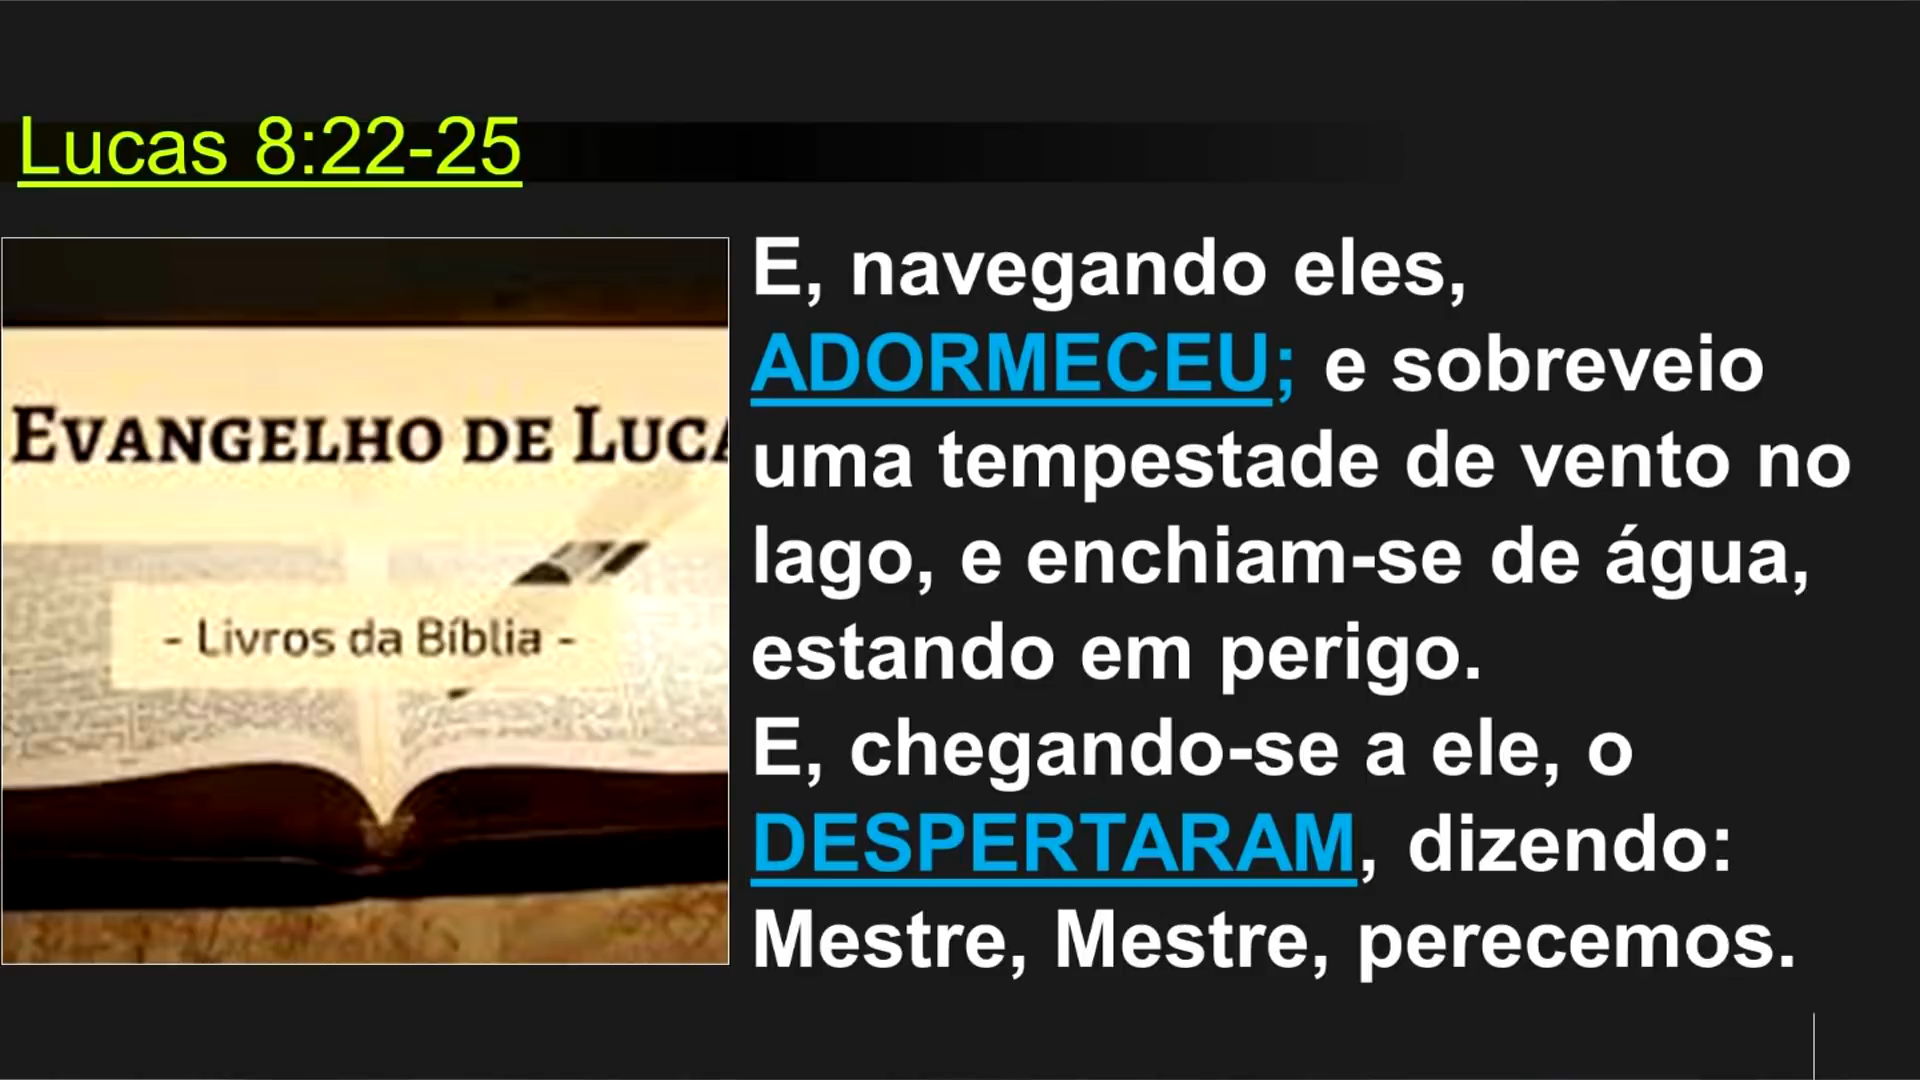 Lucas 8:22-25
EVANGELHO DE LUCA
- Livros da Bíblia -
E, navegando eles,
ADORMECEU; e sobreveio
uma tempestade de vento no
lago, e enchiam-se de água,
estando em perigo.
E, chegando-se a ele, o
DESPERTARAM, dizendo:
Mestre, Mestre, perecemos.